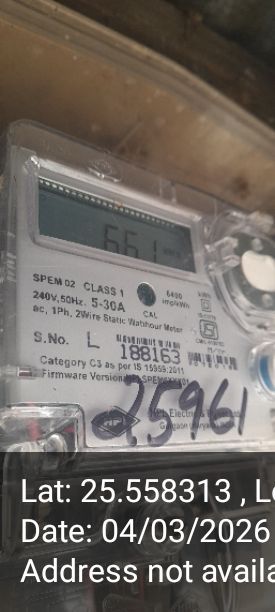 661
SPEM 02 CLASS 1
240V,50Hz. 5-30A CAL 6400 imp/kWh
ac, 1Ph, 2Wire Static Watthour Meter
S.No. L 188163
Category C3 as per IS 15959:2011
Firmware Version
25941
Lat: 25.558313 , L
Date: 04/03/2026
Address not availa